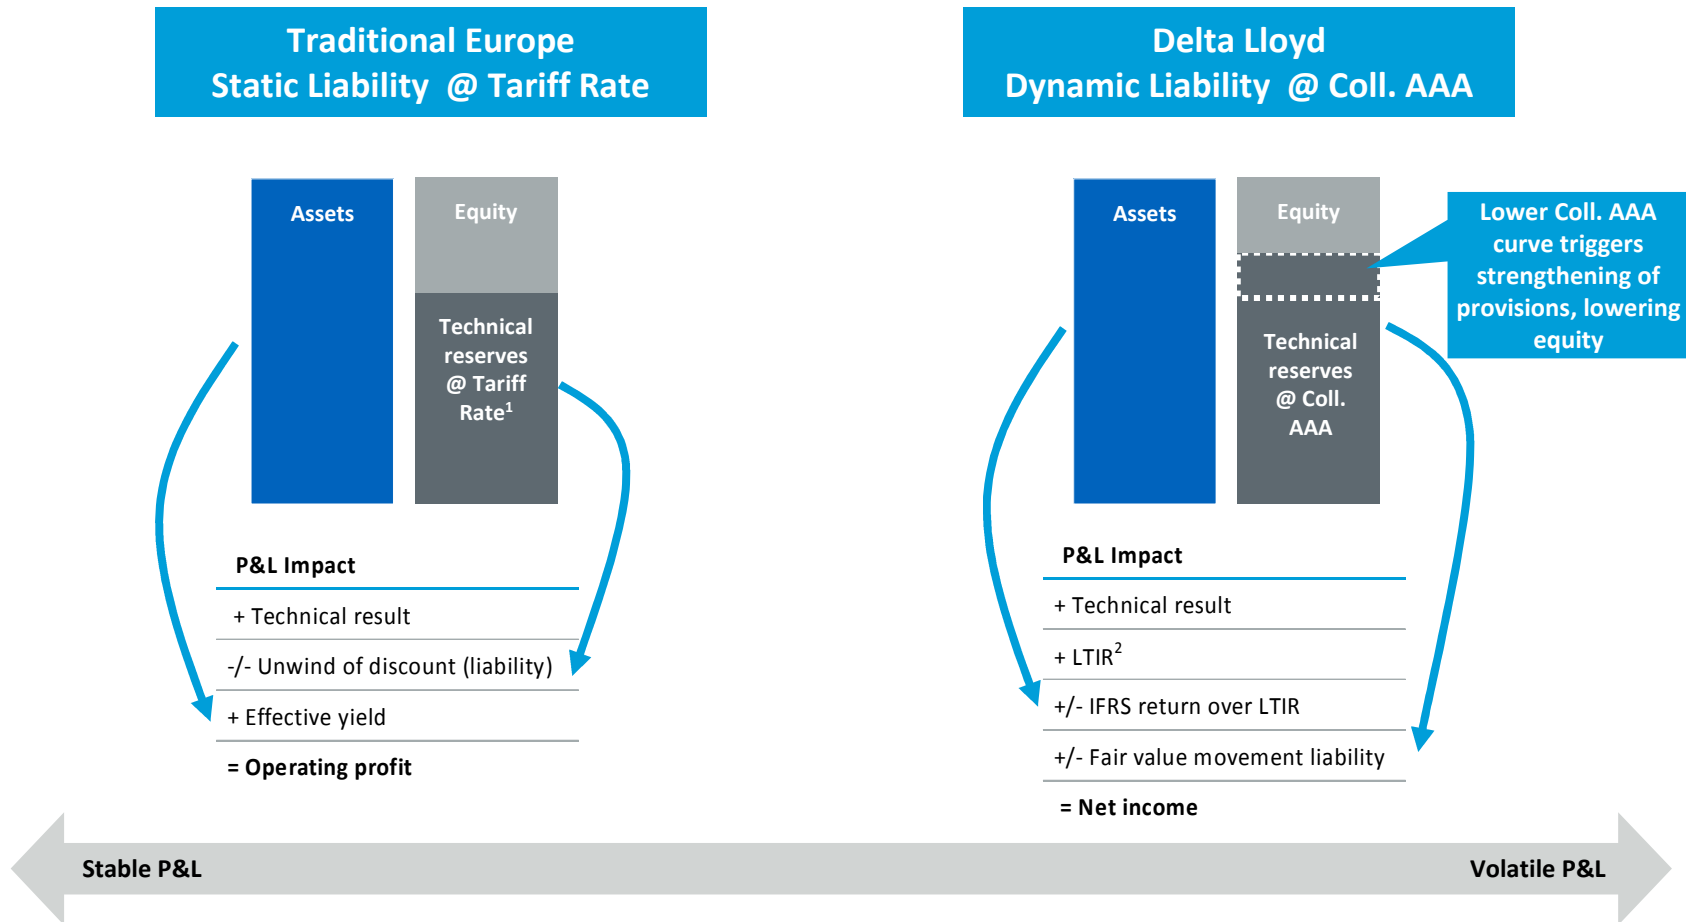 Traditional Europe
Static Liability @ Tariff Rate
Assets
Equity
Technical
reserves
@ Tariff
Rate¹
P&L Impact
+ Technical result
-/- Unwind of discount (liability)
+ Effective yield
= Operating profit
Delta Lloyd
Dynamic Liability @ Coll. AAA
Assets
Equity
Technical
reserves
@ Coll.
AAA
Lower Coll. AAA
curve triggers
strengthening of
provisions, lowering
equity
P&L Impact
+ Technical result
+ LTIR²
+/- IFRS return over LTIR
+/- Fair value movement liability
= Net income
Stable P&L
Volatile P&L